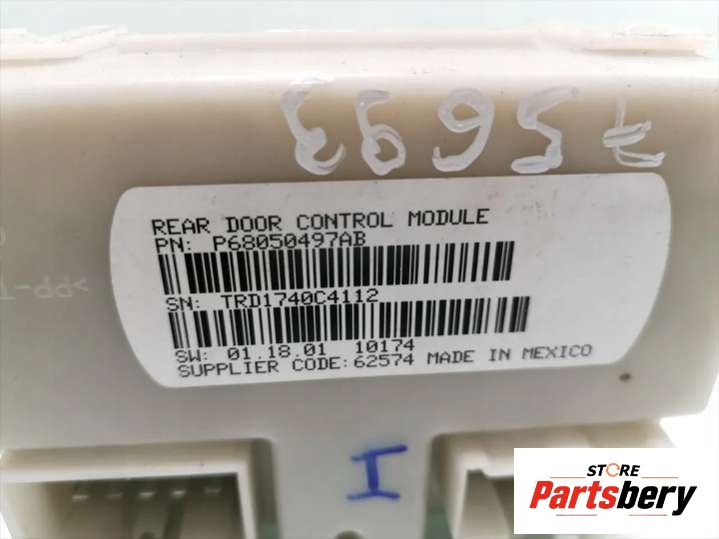 REAR DOOR CONTROL MODULE
PN: P68050497AB
SN: TRD1740C4112
SW: 01.18.01 10174
SUPPLIER CODE:62574 MADE IN MEXICO
I
STORE
Partsbery